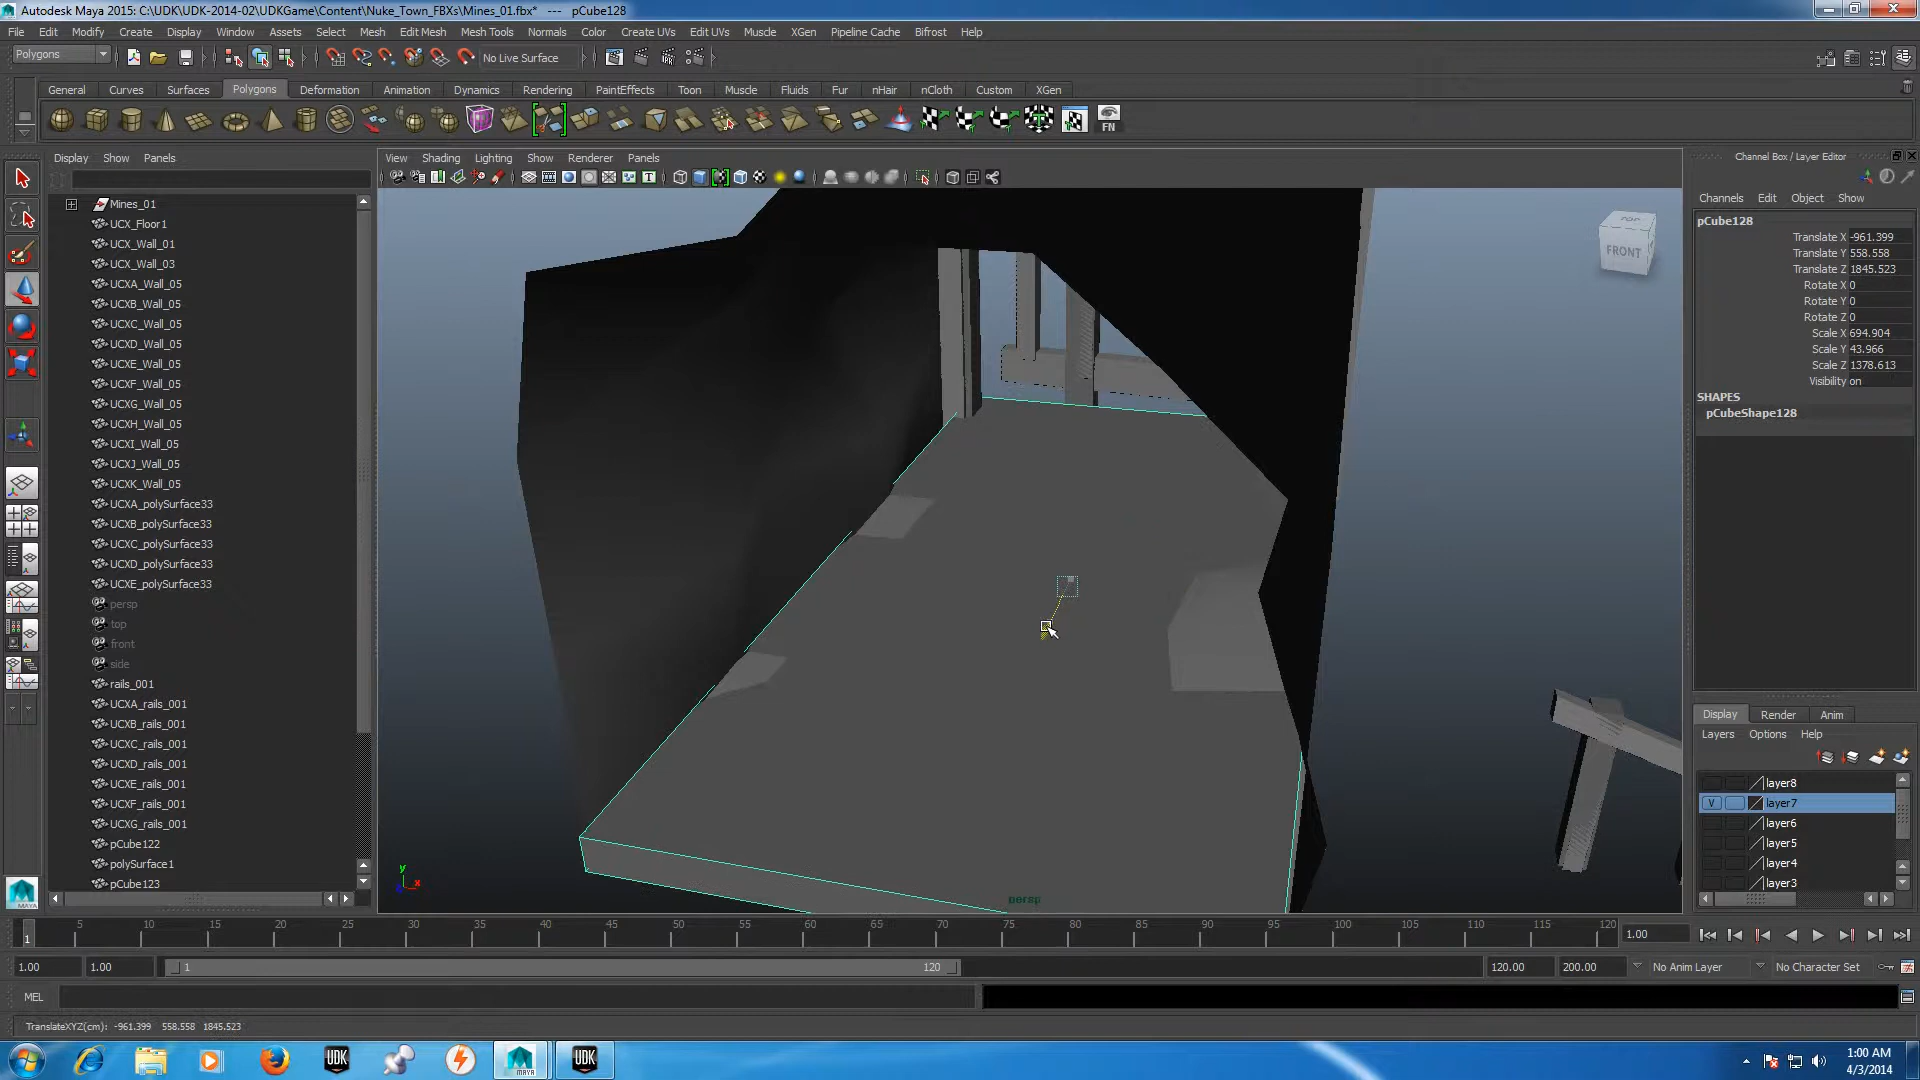 Autodesk Maya 2015: C:\UDK\UDK-2014-02\UDKGame\Content\Nuke_Town_FBXs\Mines_01.fbx* --- pCube128
File Edit Modify Create Display Window Assets Select Mesh Edit Mesh Mesh Tools Normals Color Create UVs Edit UVs Muscle XGen Pipeline Cache Bifrost Help
Polygons No Live Surface
General Curves Surfaces Polygons Deformation Animation Dynamics Rendering PaintEffects Toon Muscle Fluids Fur nHair nCloth Custom XGen
FN
Display Show Panels
View Shading Lighting Show Renderer Panels
Channel Box / Layer Editor
Channels Edit Object Show
pCube128
Translate X -961.399
Translate Y 558.558
Translate Z 1845.523
Rotate X 0
Rotate Y 0
Rotate Z 0
Scale X 694.904
Scale Y 43.966
Scale Z 1378.613
Visibility on
SHAPES
pCubeShape128
Mines_01
UCX_Floor1
UCX_Wall_01
UCX_Wall_03
UCXA_Wall_05
UCXB_Wall_05
UCXC_Wall_05
UCXD_Wall_05
UCXE_Wall_05
UCXF_Wall_05
UCXG_Wall_05
UCXH_Wall_05
UCXI_Wall_05
UCXJ_Wall_05
UCXK_Wall_05
UCXA_polySurface33
UCXB_polySurface33
UCXC_polySurface33
UCXD_polySurface33
UCXE_polySurface33
persp
top
front
side
rails_001
UCXA_rails_001
UCXB_rails_001
UCXC_rails_001
UCXD_rails_001
UCXE_rails_001
UCXF_rails_001
UCXG_rails_001
pCube122
polySurface1
pCube123
TOP
FRONT
y
x
persp
Display Render Anim
Layers Options Help
layer8
V layer7
layer6
layer5
layer4
layer3
MAYA
1 5 10 15 20 25 30 35 40 45 50 55 60 65 70 75 80 85 90 95 100 105 110 115 120 1.00
1.00 1.00 1 120 120.00 200.00 No Anim Layer No Character Set
MEL
TranslateXYZ(cm): -961.399 558.558 1845.523
UDK MAYA UDK
1:00 AM
4/3/2014